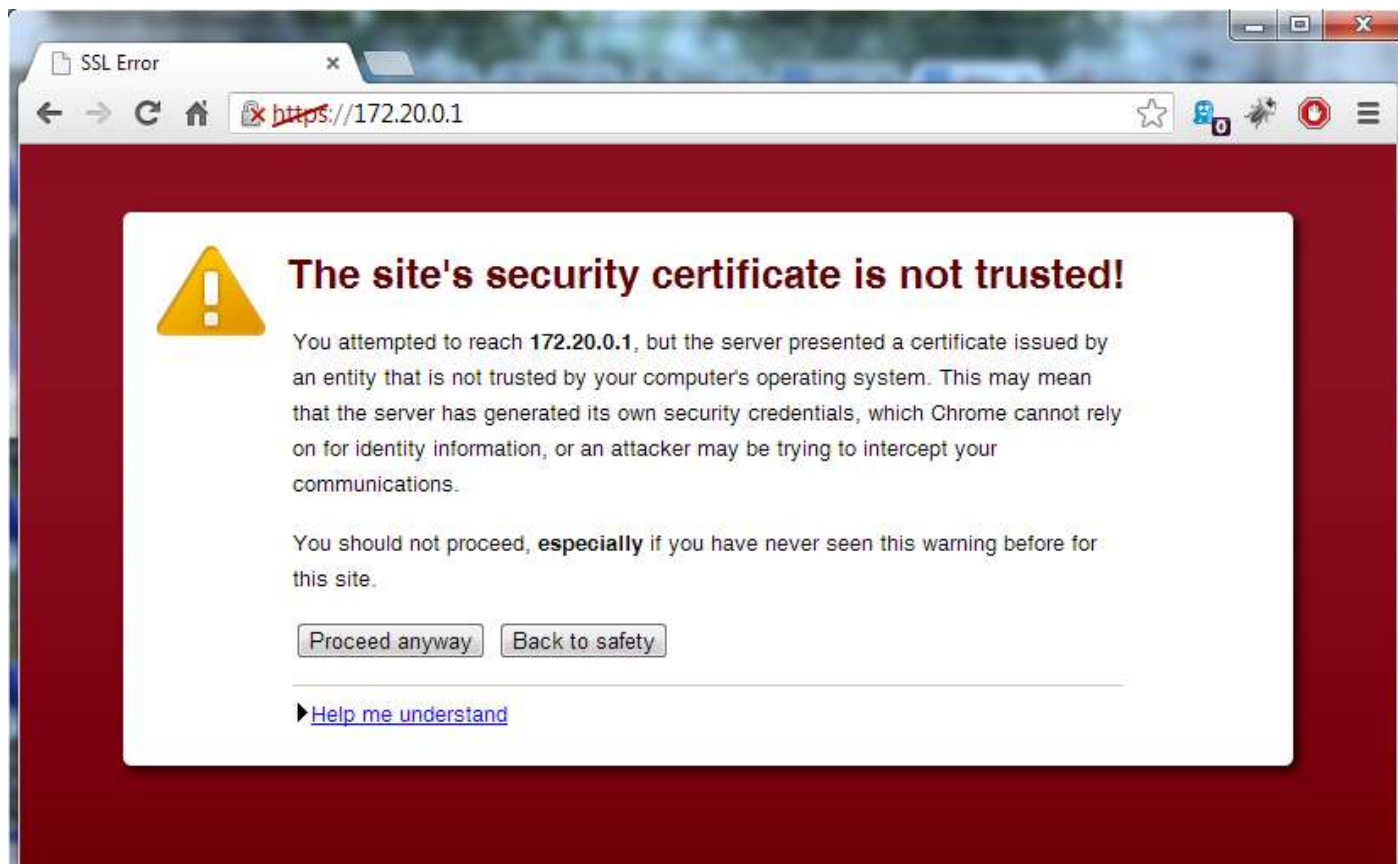 SSL Error
https://172.20.0.1
0
The site's security certificate is not trusted!
You attempted to reach 172.20.0.1, but the server presented a certificate issued by
an entity that is not trusted by your computer's operating system. This may mean
that the server has generated its own security credentials, which Chrome cannot rely
on for identity information, or an attacker may be trying to intercept your
communications.
You should not proceed, especially if you have never seen this warning before for
this site.
Proceed anyway Back to safety
Help me understand